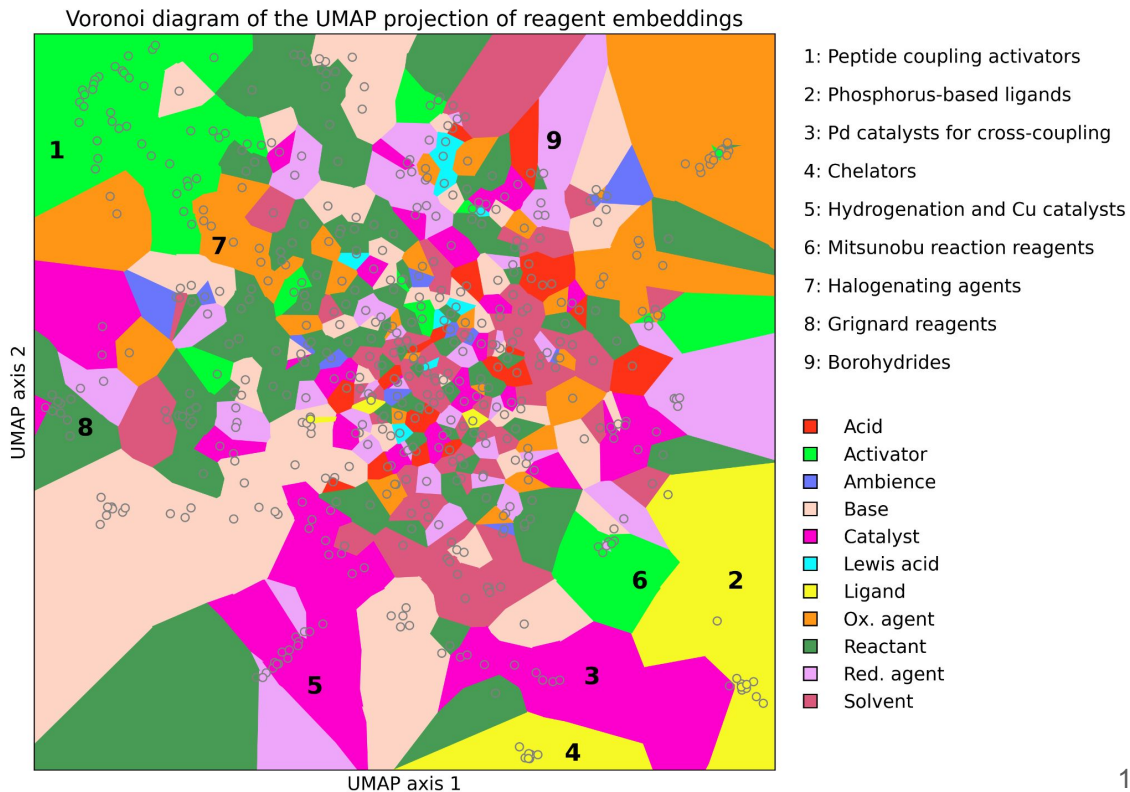 Voronoi diagram of the UMAP projection of reagent embeddings
1
2
3
4
5
6
7
8
9
UMAP axis 2
UMAP axis 1
1: Peptide coupling activators
2: Phosphorus-based ligands
3: Pd catalysts for cross-coupling
4: Chelators
5: Hydrogenation and Cu catalysts
6: Mitsunobu reaction reagents
7: Halogenating agents
8: Grignard reagents
9: Borohydrides
Acid
Activator
Ambience
Base
Catalyst
Lewis acid
Ligand
Ox. agent
Reactant
Red. agent
Solvent
1